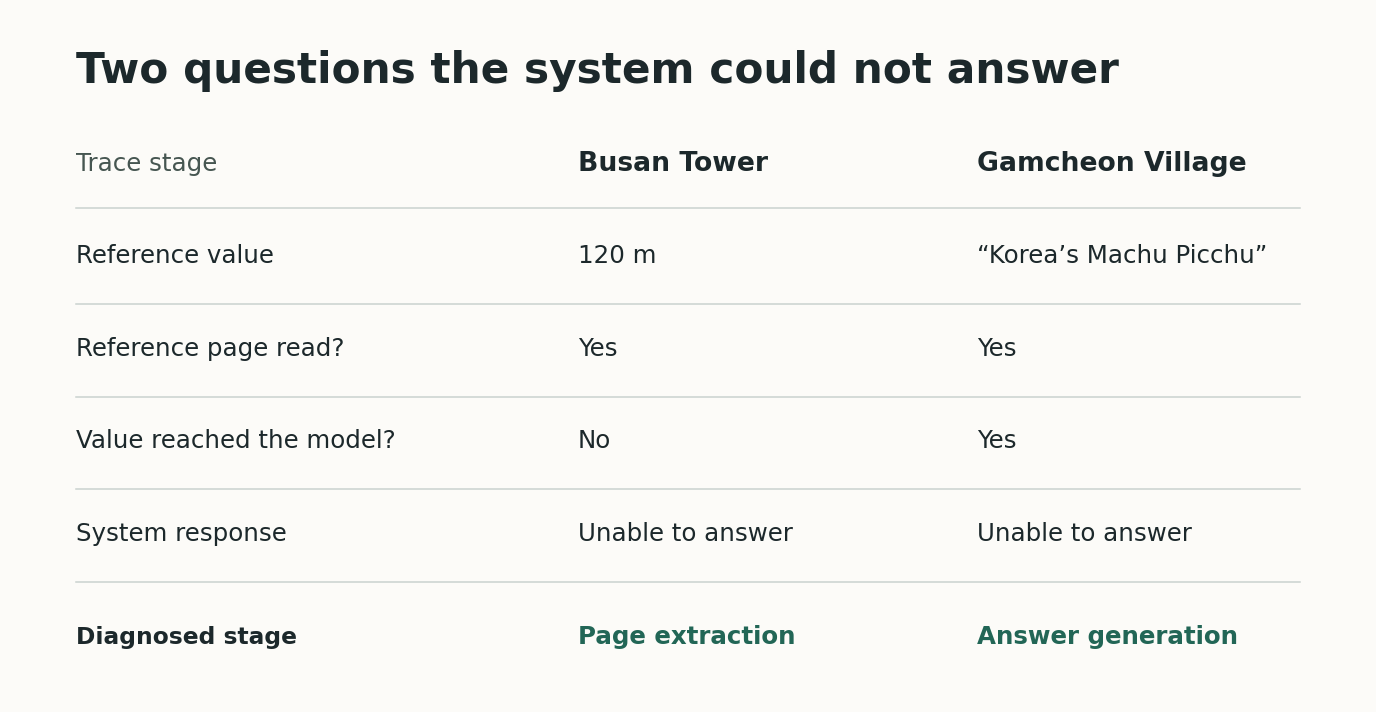 Two questions the system could not answer
Trace stage Busan Tower Gamcheon Village
Reference value 120 m “Korea’s Machu Picchu”
Reference page read? Yes Yes
Value reached the model? No Yes
System response Unable to answer Unable to answer
Diagnosed stage Page extraction Answer generation